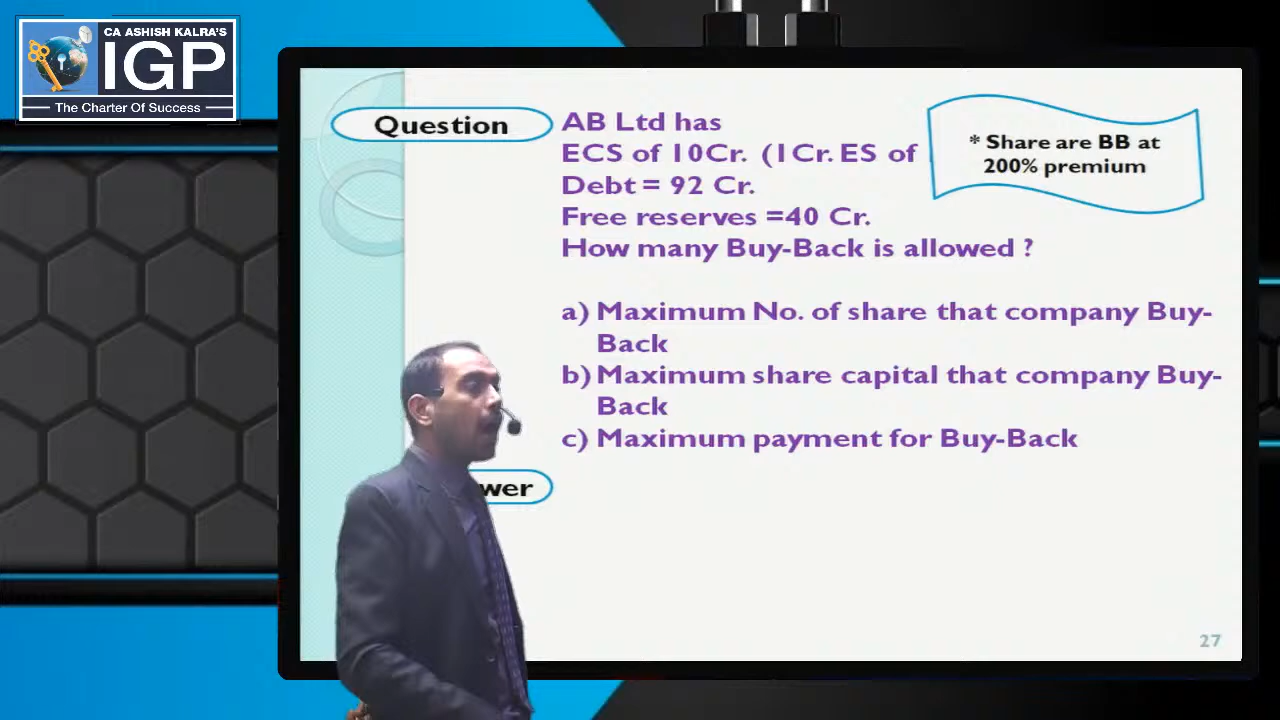 CA ASHISH KALRA'S
IGP
The Charter Of Success
Question
AB Ltd has
ECS of 10Cr. (1Cr. ES of
Debt = 92 Cr.
Free reserves =40 Cr.
How many Buy-Back is allowed ?
* Share are BB at
200% premium
a) Maximum No. of share that company Buy-
Back
b) Maximum share capital that company Buy-
Back
c) Maximum payment for Buy-Back
wer
27